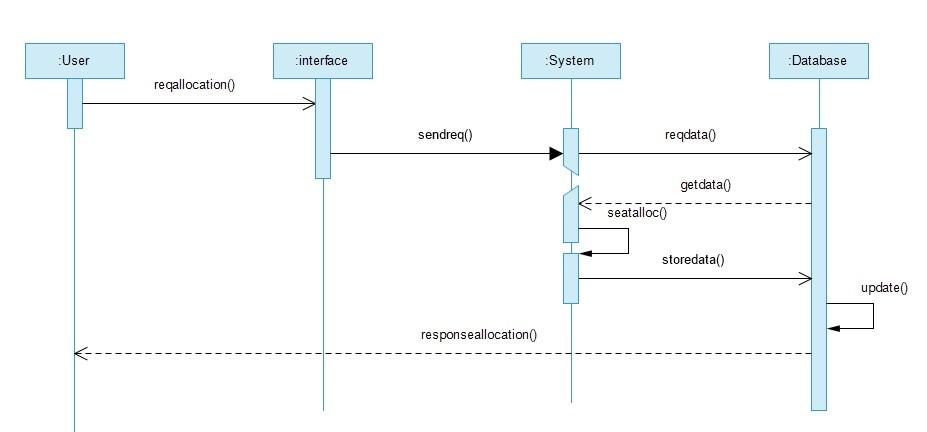 :User
:interface
:System
:Database
reqallocation()
sendreq()
reqdata()
getdata()
seatalloc()
storedata()
update()
responseallocation()